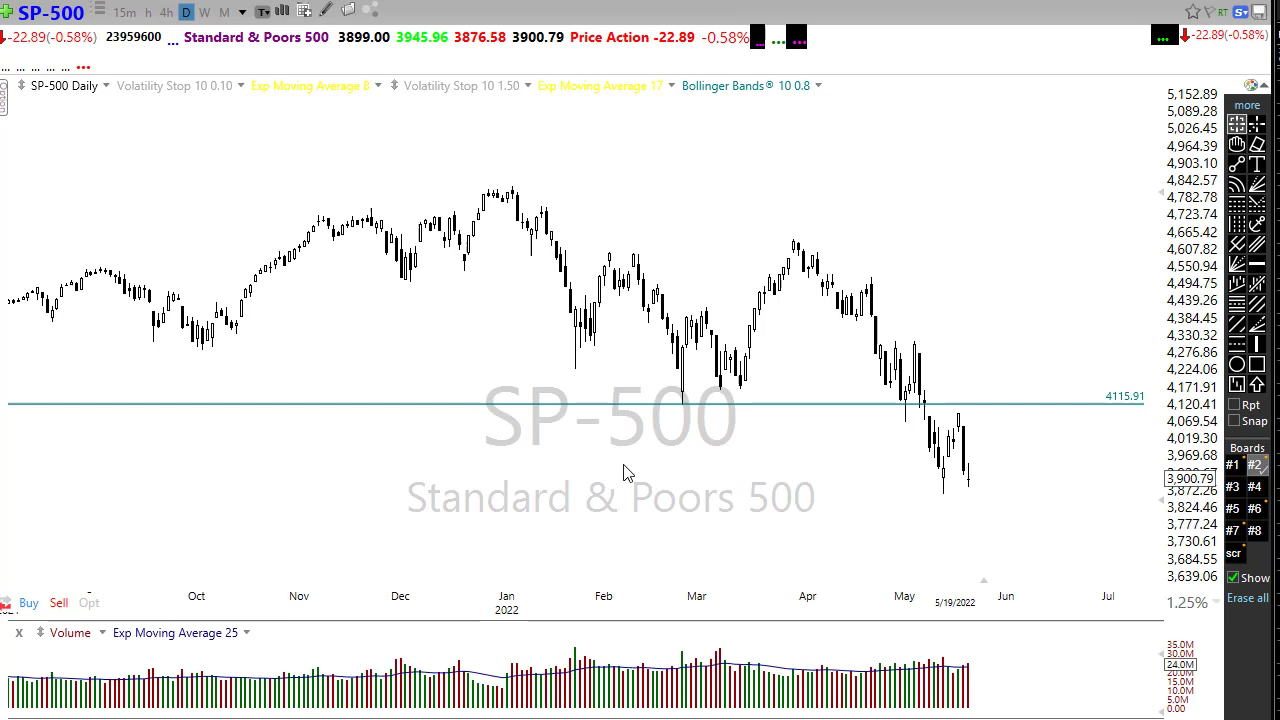 SP-500 15m h 4h D W M T RT S
-22.89(-0.58%) 23959600 ... Standard & Poors 500 3899.00 3945.96 3876.58 3900.79 Price Action -22.89 -0.58% ... ... ... ... -22.89(-0.58%)
... ... ... ... ... ...
Option
SP-500 Daily Volatility Stop 10 0.10 Exp Moving Average 8 Volatility Stop 10 1.50 Exp Moving Average 17 Bollinger Bands® 10 0.8
5,152.89
5,089.28
5,026.45
4,964.39
4,903.10
4,842.57
4,782.78
4,723.74
4,665.42
4,607.82
4,550.94
4,494.75
4,439.26
4,384.45
4,330.32
4,276.86
4,224.06
4,171.91
4115.91
4,120.41
4,069.54
4,019.30
3,969.68
3,900.79
3,872.26
3,824.46
3,777.24
3,730.61
3,684.55
3,639.06
SP-500
Standard & Poors 500
more
Rpt
Snap
Boards
#1 #2
#3 #4
#5 #6
#7 #8
scr
Show
Erase all
Oct Nov Dec Jan Feb Mar Apr May Jun Jul
2022 5/19/2022
Buy Sell Opt 1.25%
X Volume Exp Moving Average 25
35.0M
30.0M
24.0M
20.0M
15.0M
10.0M
5.0M
0.00